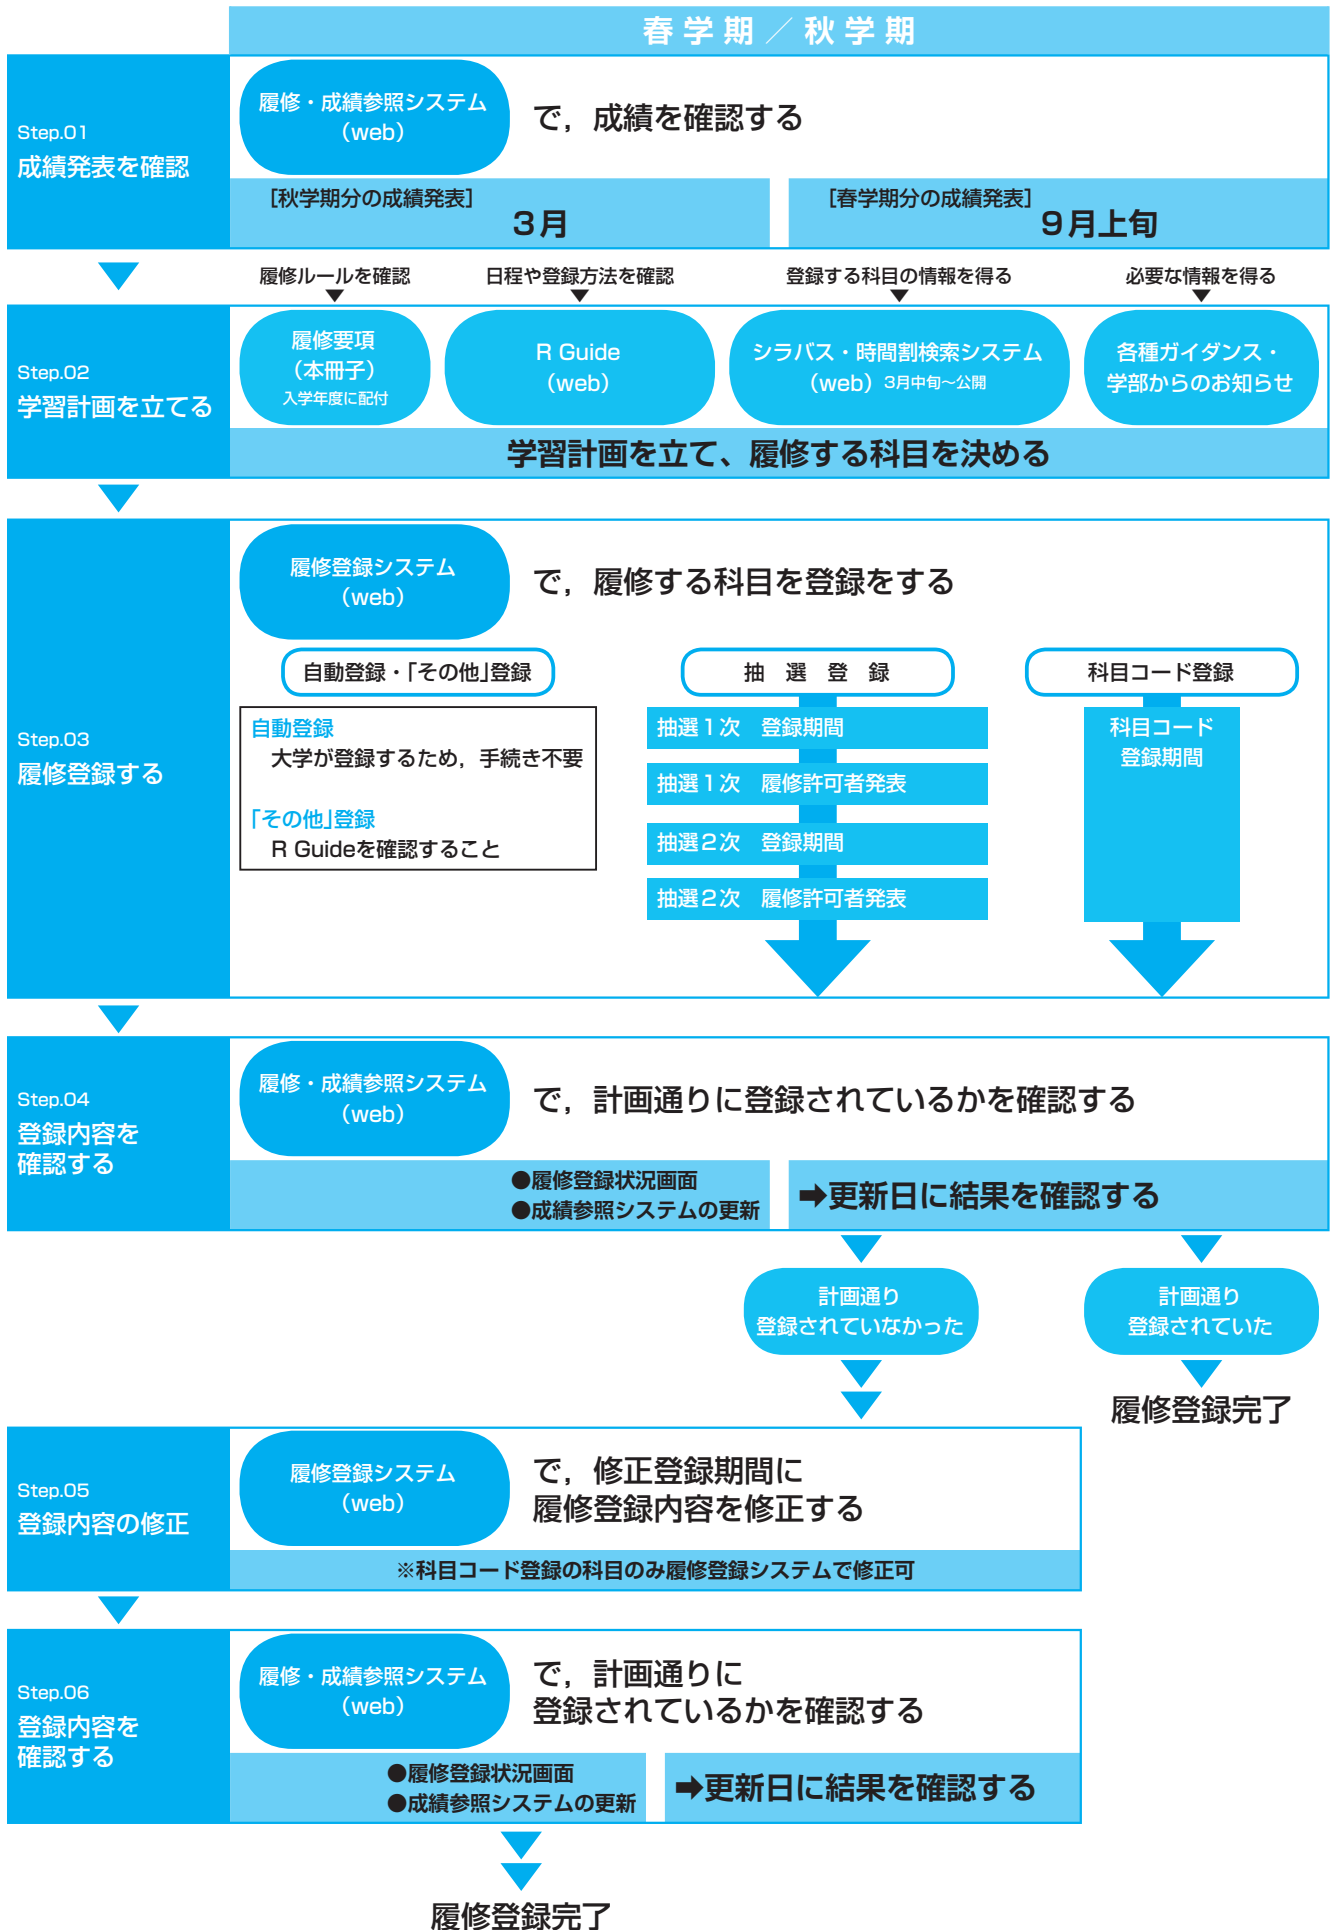 春学期／秋学期
Step.01
成績発表を確認
履修・成績参照システム
（web）
で，成績を確認する
［秋学期分の成績発表］
3月
［春学期分の成績発表］
9月上旬
履修ルールを確認
日程や登録方法を確認
登録する科目の情報を得る
必要な情報を得る
Step.02
学習計画を立てる
履修要項
（本冊子）
入学年度に配付
R Guide
（web）
シラバス・時間割検索システム
（web）3月中旬～公開
各種ガイダンス・
学部からのお知らせ
学習計画を立て、履修する科目を決める
Step.03
履修登録する
履修登録システム
（web）
で，履修する科目を登録をする
自動登録・「その他」登録
自動登録
大学が登録するため，手続き不要
「その他」登録
R Guideを確認すること
抽選登録
抽選1次　登録期間
抽選1次　履修許可者発表
抽選2次　登録期間
抽選2次　履修許可者発表
科目コード登録
科目コード
登録期間
Step.04
登録内容を
確認する
履修・成績参照システム
（web）
で，計画通りに登録されているかを確認する
●履修登録状況画面
●成績参照システムの更新
➡更新日に結果を確認する
計画通り
登録されていなかった
計画通り
登録されていた
履修登録完了
Step.05
登録内容の修正
履修登録システム
（web）
で，修正登録期間に
履修登録内容を修正する
※科目コード登録の科目のみ履修登録システムで修正可
Step.06
登録内容を
確認する
履修・成績参照システム
（web）
で，計画通りに
登録されているかを確認する
●履修登録状況画面
●成績参照システムの更新
➡更新日に結果を確認する
履修登録完了